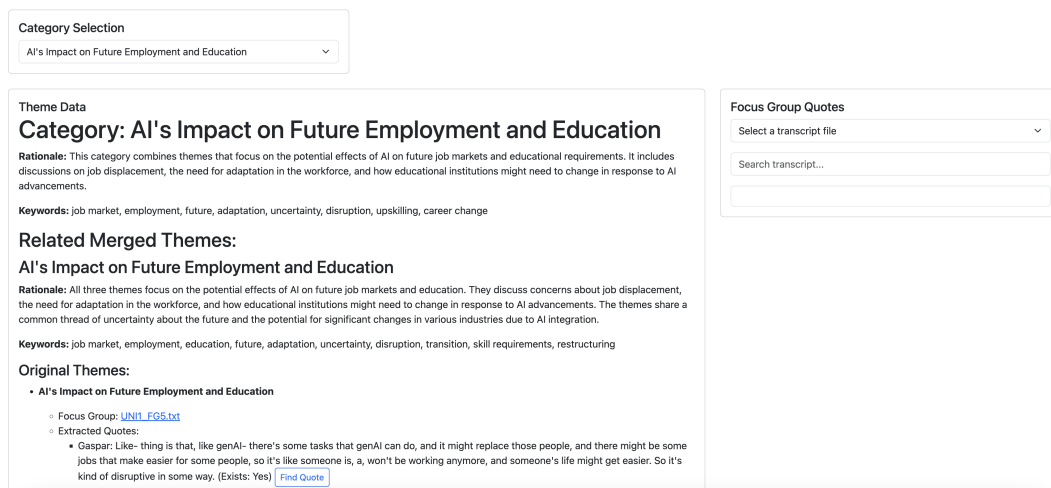 Category Selection
AI's Impact on Future Employment and Education
Theme Data
Category: AI's Impact on Future Employment and Education
Rationale: This category combines themes that focus on the potential effects of AI on future job markets and educational requirements. It includes
discussions on job displacement, the need for adaptation in the workforce, and how educational institutions might need to change in response to AI
advancements.
Keywords: job market, employment, future, adaptation, uncertainty, disruption, upskilling, career change
Related Merged Themes:
AI's Impact on Future Employment and Education
Rationale: All three themes focus on the potential effects of AI on future job markets and education. They discuss concerns about job displacement,
the need for adaptation in the workforce, and how educational institutions might need to change in response to AI advancements. The themes share a
common thread of uncertainty about the future and the potential for significant changes in various industries due to AI integration.
Keywords: job market, employment, education, future, adaptation, uncertainty, disruption, transition, skill requirements, restructuring
Original Themes:
• AI's Impact on Future Employment and Education
◦ Focus Group: UNI1_FG5.txt
◦ Extracted Quotes:
▪ Gaspar: Like- thing is that, like genAI- there's some tasks that genAI can do, and it might replace those people, and there might be some
jobs that make easier for some people, so it's like someone is, a, won't be working anymore, and someone's life might get easier. So it's
kind of disruptive in some way. (Exists: Yes) Find Quote
Focus Group Quotes
Select a transcript file
Search transcript...